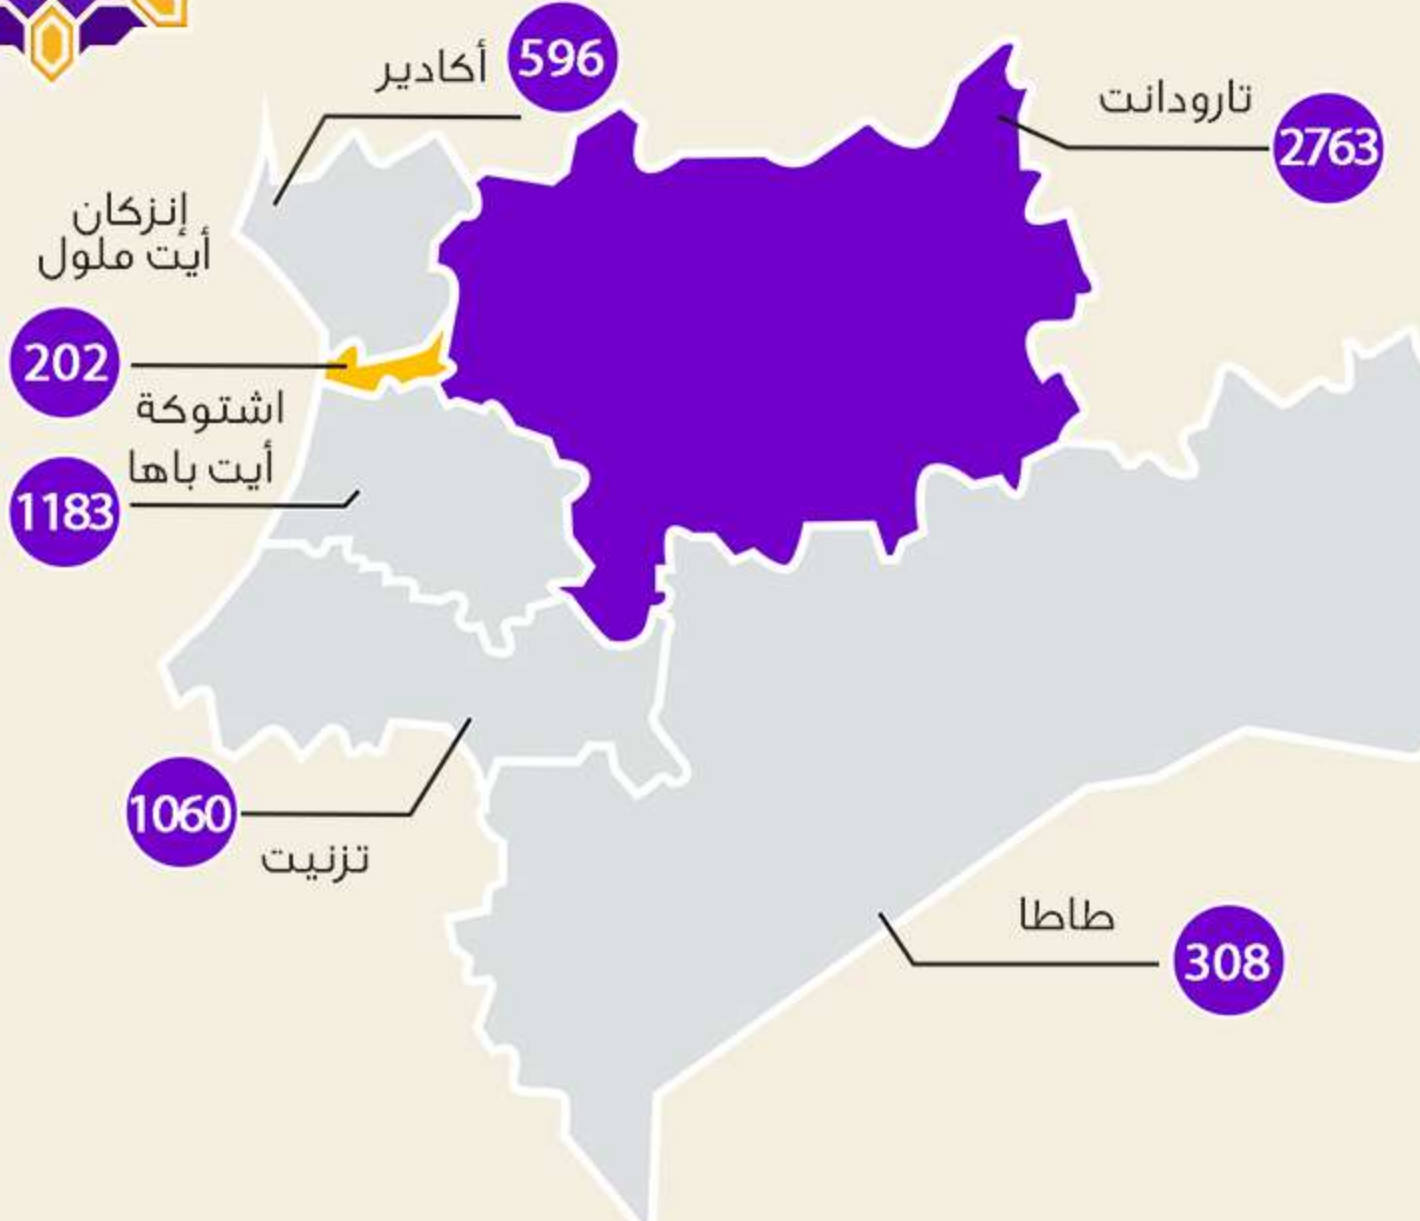 أكادير
596
تارودانت
2763
إنزكان
أيت ملول
202
اشتوكة
أيت باها
1183
1060
تزنيت
طاطا
308